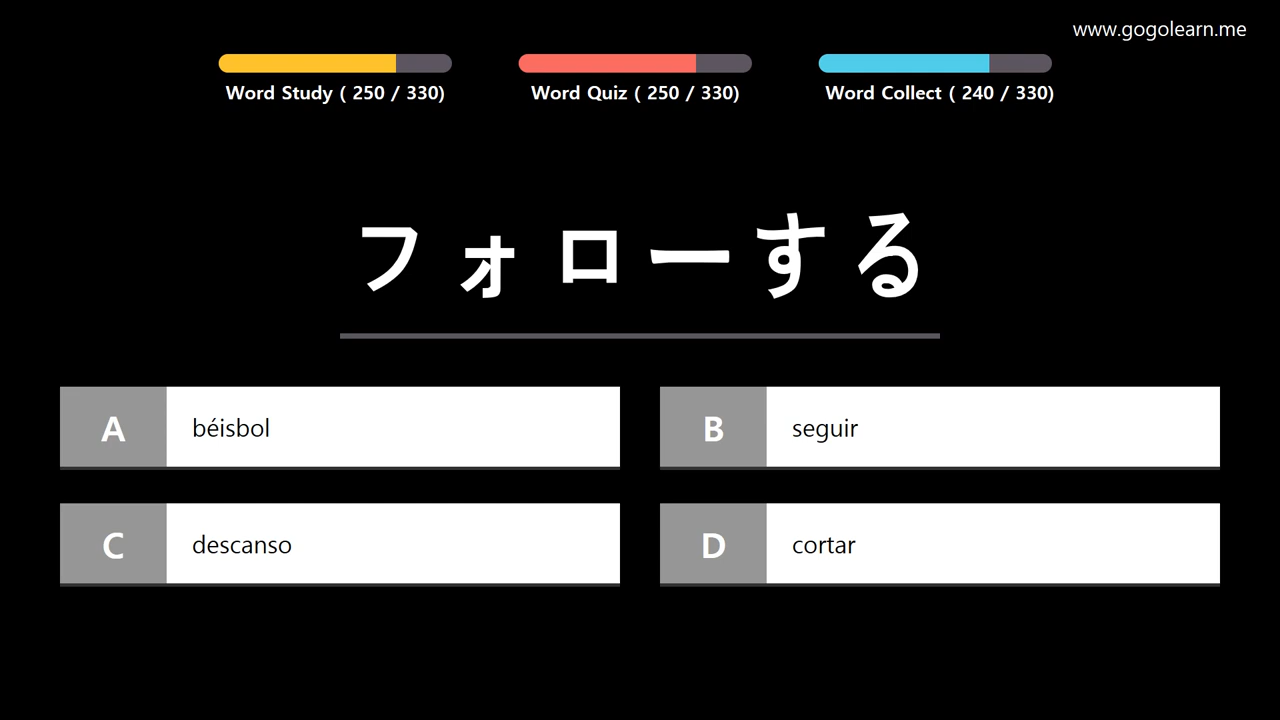 www.gogolearn.me
Word Study ( 250 / 330)
Word Quiz ( 250 / 330)
Word Collect ( 240 / 330)
フォローする
A
béisbol
B
seguir
C
descanso
D
cortar